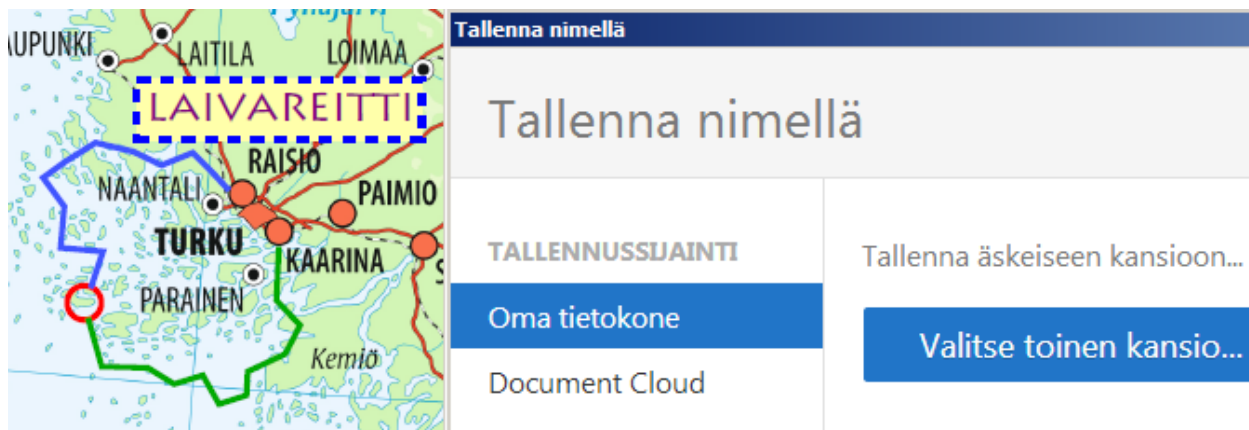 Pyhäjärvi
AUPUNKI
LAITILA
LOIMAA
LAIVAREITTI
RAISIO
NAANTALI
PAIMIO
TURKU
KAARINA
S
PARAINEN
Kemiö
Tallenna nimellä
Tallenna nimellä
TALLENNUSSIJAINTI
Oma tietokone
Document Cloud
Tallenna äskeiseen kansioon...
Valitse toinen kansio...